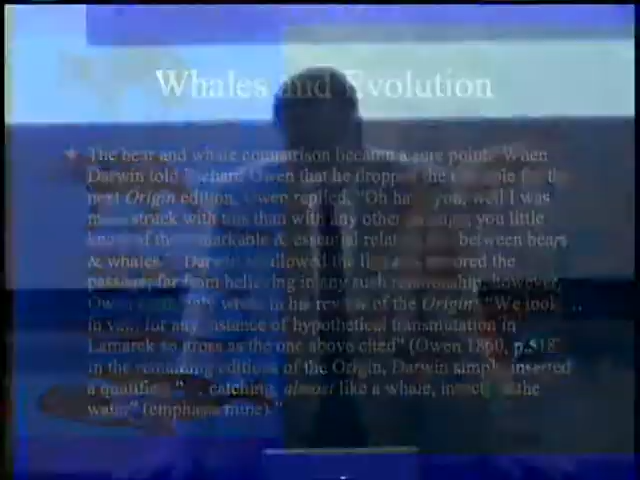 Whales and Evolution
The bear and whale comparison became a sore point. When
Darwin told Richard Owen that he dropped the example for the
next Origin edition, Owen replied, "Oh have you, well I was
more struck with this than with any other passage; you little
know of the remarkable & essential relationship between bears
& whales". Darwin the
passage; far from believing in any such relationship, however,
Owen wrote in his review of the Origin: "We look . .
in vain for any instance of hypothetical transmutation in
Lamarck so gross as the one above cited" (Owen 1860, p.518
in the remaining editions of the Origin, Darwin simply inserted
a qualifier, ". . catching, almost like a whale, insects in the
water" (emphasis mine)."